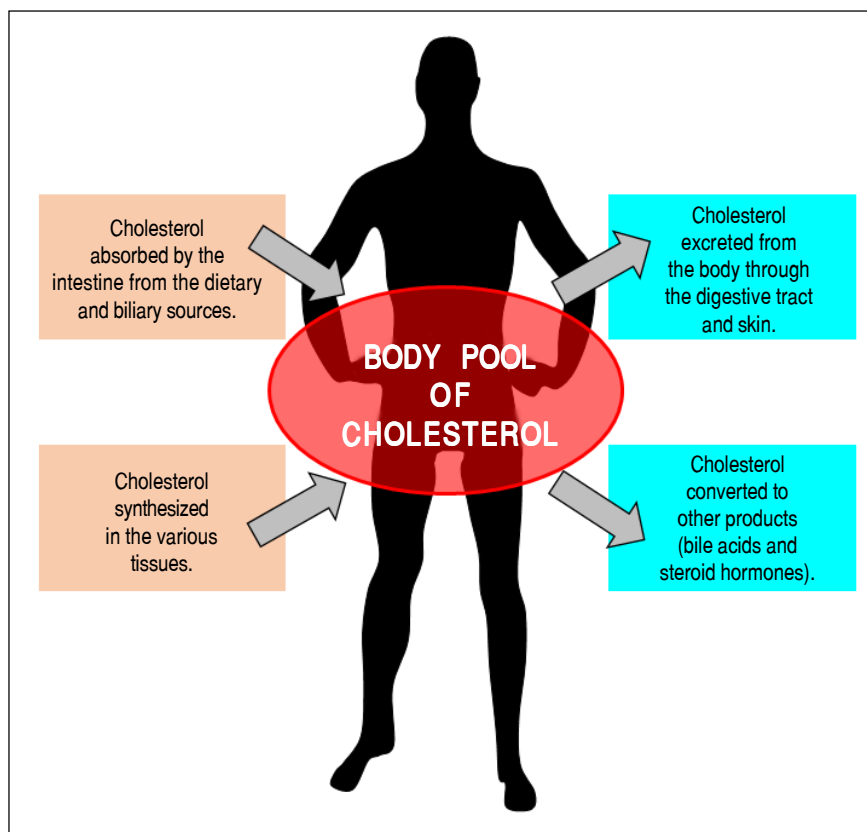 Cholesterol
absorbed by the
intestine from the dietary
and biliary sources.
Cholesterol
excreted from
the body through
the digestive tract
and skin.
BODY POOL
OF
CHOLESTEROL
Cholesterol
synthesized
in the various
tissues.
Cholesterol
converted to
other products
(bile acids and
steroid hormones).